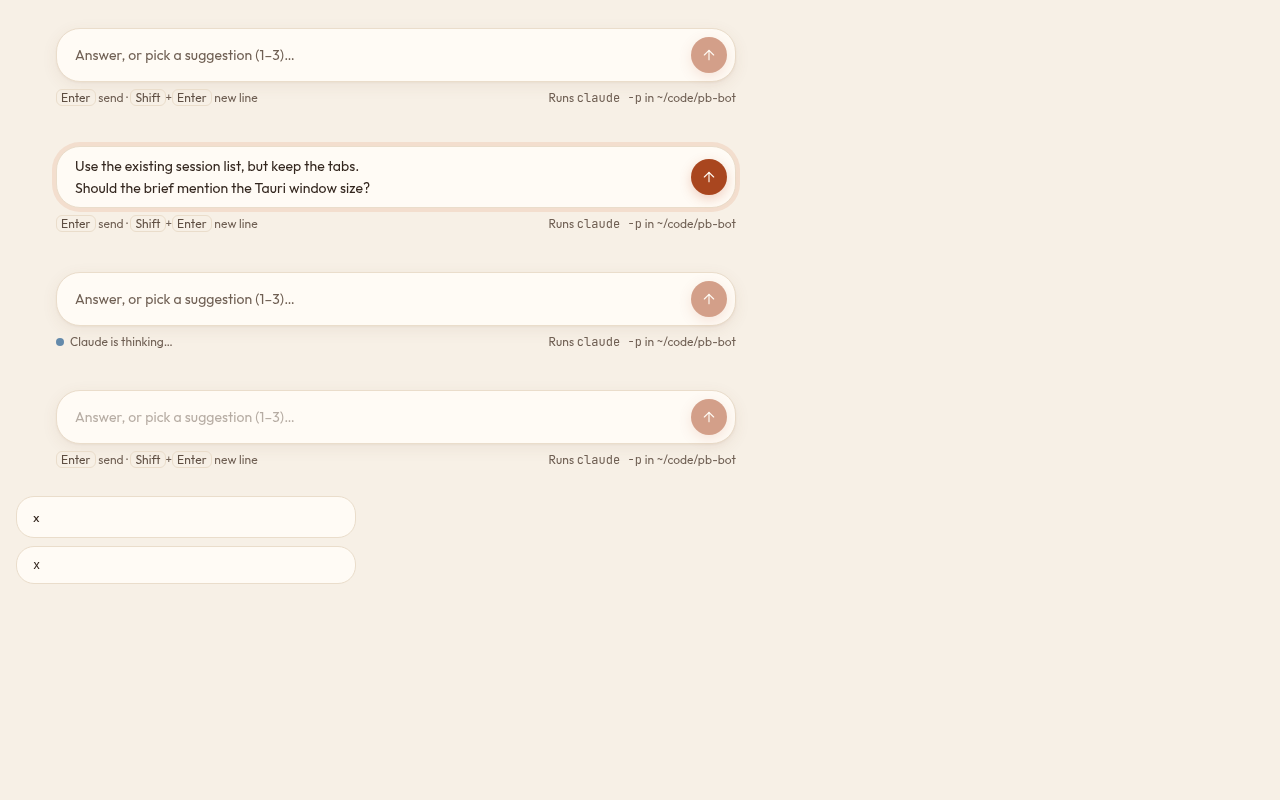 Answer, or pick a suggestion (1–3)…
Enter send · Shift + Enter new line Runs claude -p in ~/code/pb-bot
Use the existing session list, but keep the tabs.
Should the brief mention the Tauri window size?
Enter send · Shift + Enter new line Runs claude -p in ~/code/pb-bot
Answer, or pick a suggestion (1–3)…
Claude is thinking… Runs claude -p in ~/code/pb-bot
Answer, or pick a suggestion (1–3)…
Enter send · Shift + Enter new line Runs claude -p in ~/code/pb-bot
x
x